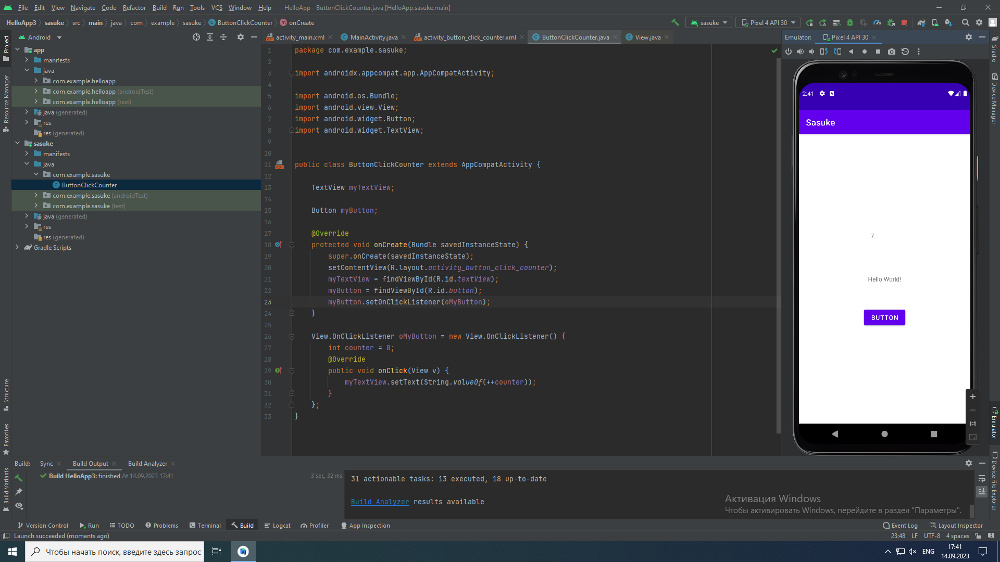 File Edit View Navigate Code Refactor Build Run Tools VCS Window Help HelloApp - ButtonClickCounter.java [HelloApp.sasuke.main]
HelloApp3 sasuke src main java com example sasuke ButtonClickCounter onCreate sasuke Pixel 4 API 30
Project
Resource Manager
Structure
Favorites
Build Variants
Android
app
manifests
java
com.example.helloapp
com.example.helloapp (androidTest)
com.example.helloapp (test)
java (generated)
res
res (generated)
sasuke
manifests
java
com.example.sasuke
ButtonClickCounter
com.example.sasuke (androidTest)
com.example.sasuke (test)
java (generated)
res
res (generated)
Gradle Scripts
activity_main.xml MainActivity.java activity_button_click_counter.xml ButtonClickCounter.java View.java
1 package com.example.sasuke;
2
3 import androidx.appcompat.app.AppCompatActivity;
4
5 import android.os.Bundle;
6 import android.view.View;
7 import android.widget.Button;
8 import android.widget.TextView;
9
10
11 public class ButtonClickCounter extends AppCompatActivity {
12
13 TextView myTextView;
14
15 Button myButton;
16
17 @Override
18 protected void onCreate(Bundle savedInstanceState) {
19 super.onCreate(savedInstanceState);
20 setContentView(R.layout.activity_button_click_counter);
21 myTextView = findViewById(R.id.textView);
22 myButton = findViewById(R.id.button);
23 myButton.setOnClickListener(oMyButton);
24 }
25
26 View.OnClickListener oMyButton = new View.OnClickListener() {
27 int counter = 0;
28 @Override
29 public void onClick(View v) {
30 myTextView.setText(String.valueOf(++counter));
31 }
32 };
33 }
Emulator: Pixel 4 API 30
2:41
Sasuke
7
Hello World!
BUTTON
1:1
Gradle
Device Manager
Emulator
Device File Explorer
Build: Sync Build Output Build Analyzer
Build HelloApp3: finished At 14.09.2023 17:41 3 sec, 32 ms
31 actionable tasks: 13 executed, 18 up-to-date
Build Analyzer results available
Активация Windows
Чтобы активировать Windows, перейдите в раздел "Параметры".
Version Control Run TODO Problems Terminal Build Logcat Profiler App Inspection Event Log Layout Inspector
Launch succeeded (moments ago) 23:48 LF UTF-8 4 spaces
Чтобы начать поиск, введите здесь запрос ENG 17:41
14.09.2023